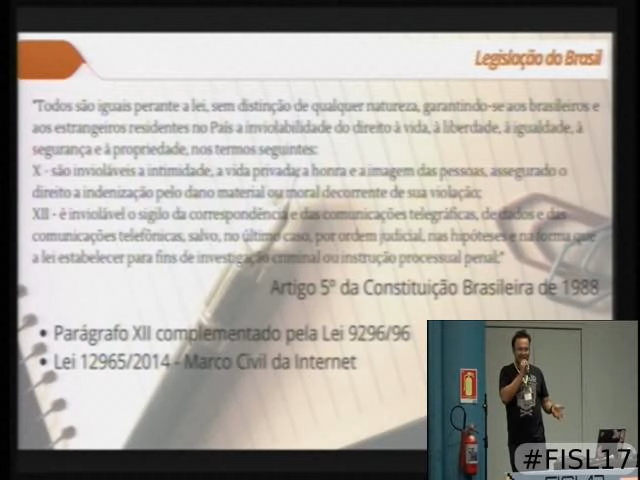 Legislação do Brasil
"Todos são iguais perante a lei, sem distinção de qualquer natureza, garantindo-se aos brasileiros e
aos estrangeiros residentes no País a inviolabilidade do direito à vida, à liberdade, à igualdade, à
segurança e à propriedade, nos termos seguintes:
X - são invioláveis a intimidade, a vida privada, a honra e a imagem das pessoas, assegurado o
direito a indenização pelo dano material ou moral decorrente de sua violação;
XII - é inviolável o sigilo da correspondência e das comunicações telegráficas, de dados e das
comunicações telefônicas, salvo, no último caso, por ordem judicial, nas hipóteses e na forma que
a lei estabelecer para fins de investigação criminal ou instrução processual penal."
Artigo 5º da Constituição Brasileira de 1988
• Parágrafo XII complementado pela Lei 9296/96
• Lei 12965/2014 - Marco Civil da Internet
#FISL17